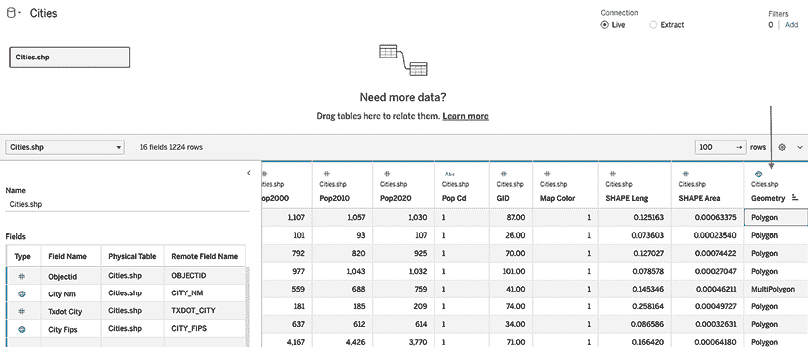 Cities
Connection
Live
Extract
Filters
0 | Add
Cities.shp
Need more data?
Drag tables here to relate them. Learn more
Cities.shp
16 fields 1224 rows
100
rows
Name
Cities.shp
Fields
Type Field Name Physical Table Remote Field Name
# Objectid Cities.shp OBJECTID
City Nm Cities.shp CITY_NM
# Txdot City Cities.shp TXDOT_CITY
City Fips Cities.shp CITY_FIPS
# # # Abc # # # #
Cities.shp Cities.shp Cities.shp Cities.shp Cities.shp Cities.shp Cities.shp Cities.shp Cities.shp
Pop2000 Pop2010 Pop2020 Pop Cd GID Map Color SHAPE Leng SHAPE Area Geometry
1,107 1,057 1,030 1 87.00 1 0.125163 0.00063375 Polygon
101 93 107 1 26.00 1 0.073603 0.00023540 Polygon
792 820 925 1 70.00 1 0.127027 0.00074422 Polygon
977 1,043 1,032 1 101.00 1 0.078578 0.00027047 Polygon
559 688 759 1 41.00 1 0.145346 0.00046211 MultiPolygon
181 185 209 1 74.00 1 0.258164 0.00049727 Polygon
637 612 614 1 34.00 1 0.086586 0.00032631 Polygon
4,167 4,426 3,770 1 71.00 1 0.166420 0.00064180 Polygon